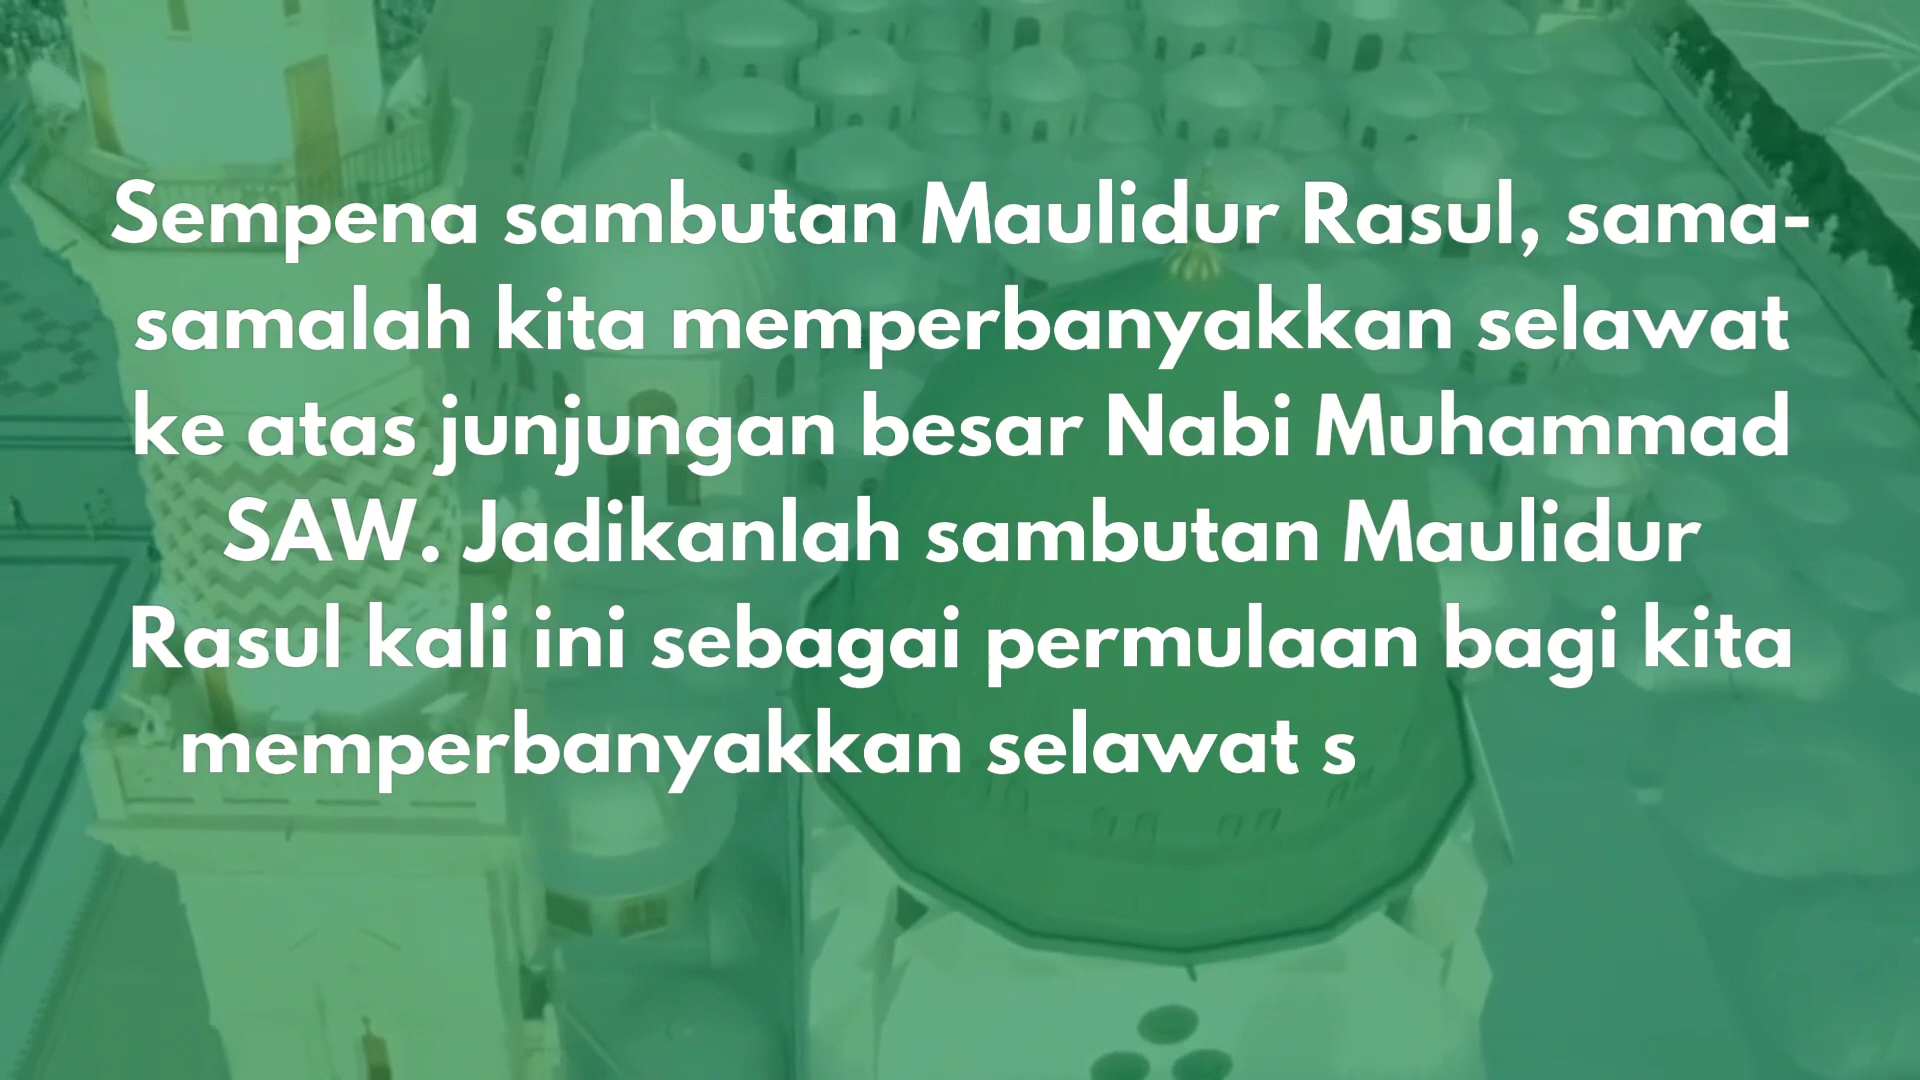 Sempena sambutan Maulidur Rasul, sama-
samalah kita memperbanyakkan selawat
ke atas junjungan besar Nabi Muhammad
SAW. Jadikanlah sambutan Maulidur
Rasul kali ini sebagai permulaan bagi kita
memperbanyakkan selawat s